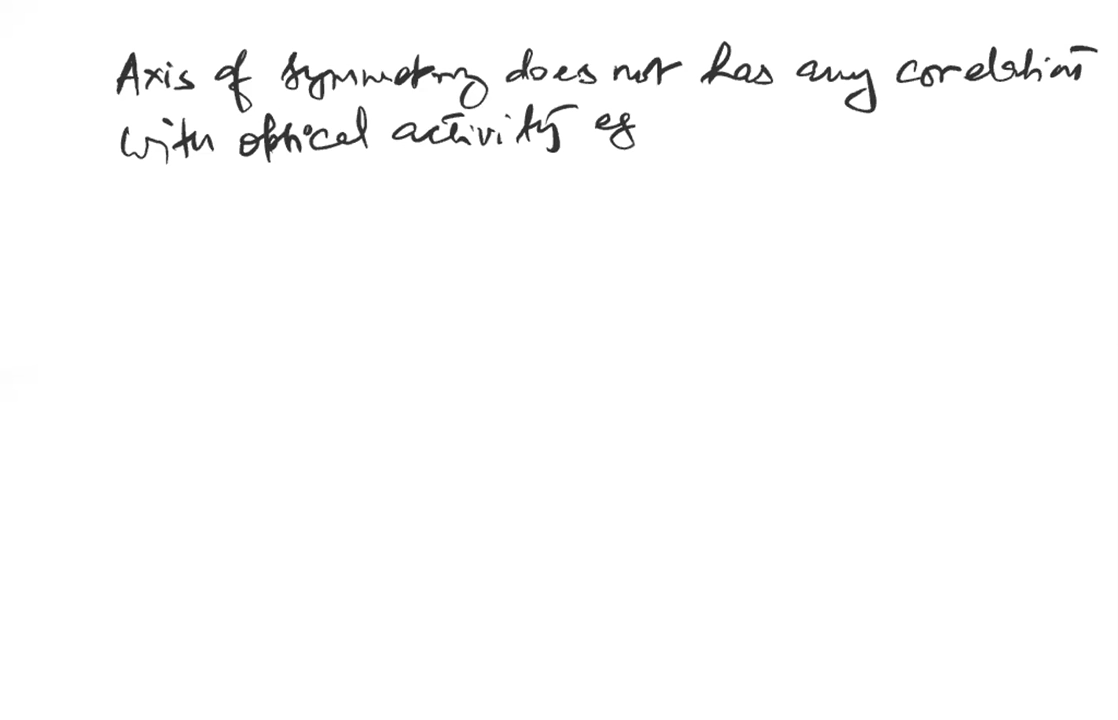 Axis of symmetry does not has any corelation
with optical activity eg